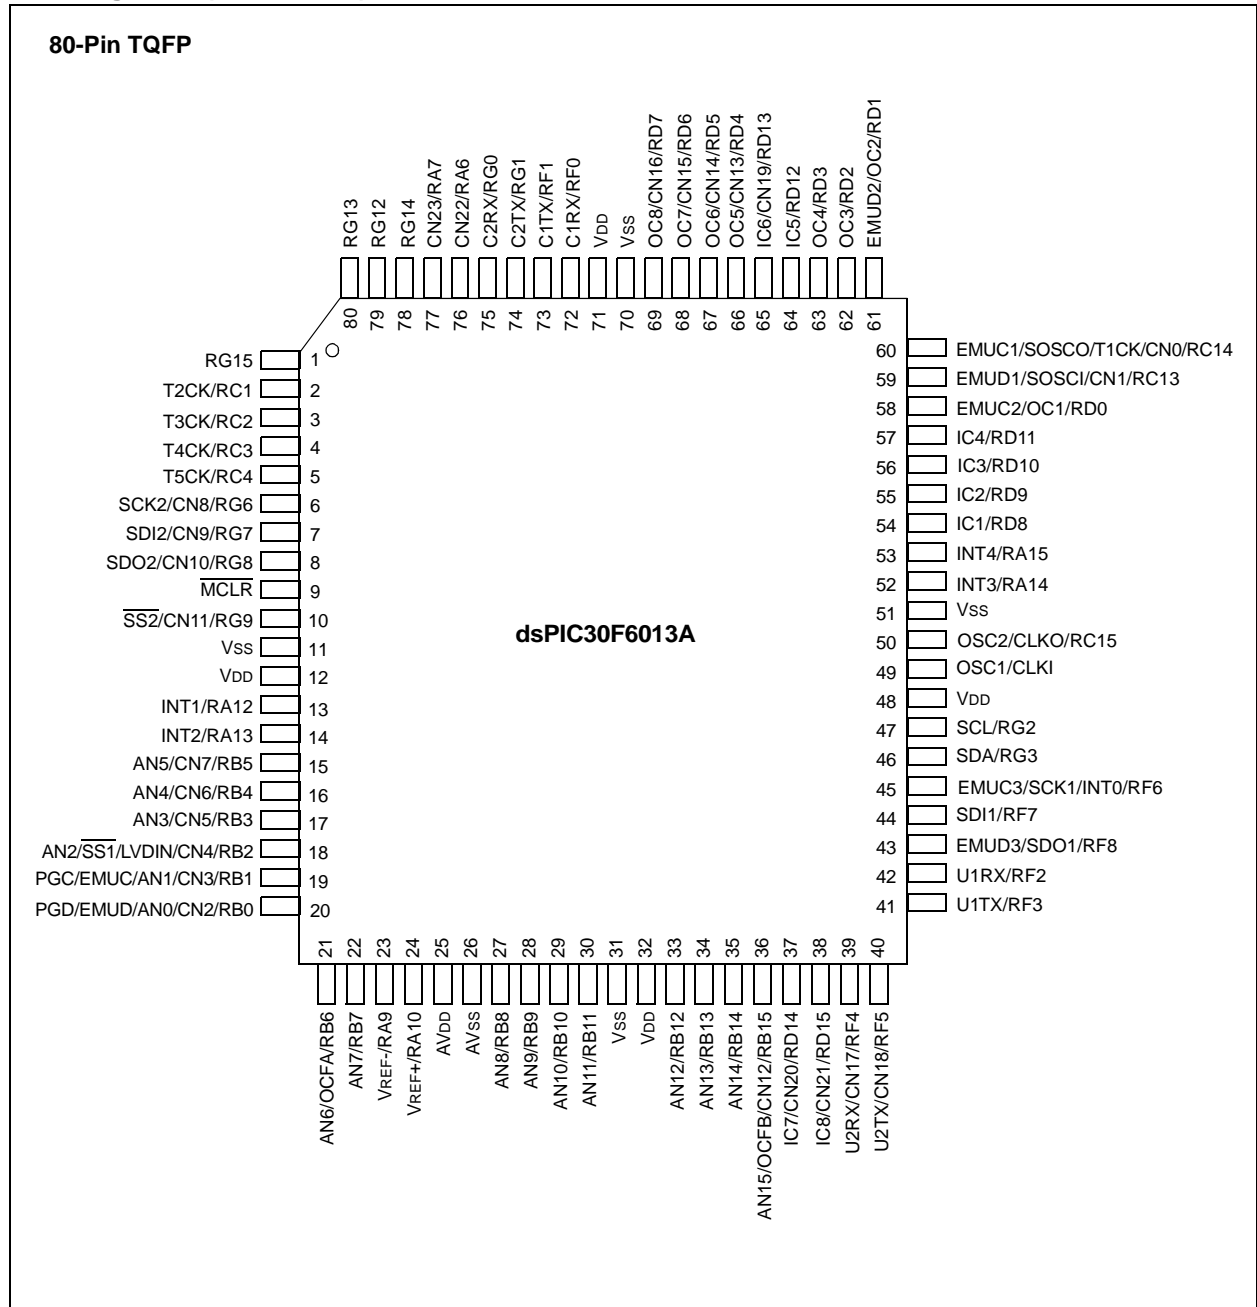 80-Pin TQFP
RG13
RG12
RG14
CN23/RA7
CN22/RA6
C2RX/RG0
C2TX/RG1
C1TX/RF1
C1RX/RF0
VDD
VSS
OC8/CN16/RD7
OC7/CN15/RD6
OC6/CN14/RD5
OC5/CN13/RD4
IC6/CN19/RD13
IC5/RD12
OC4/RD3
OC3/RD2
EMUD2/OC2/RD1
80
79
78
77
76
75
74
73
72
71
70
69
68
67
66
65
64
63
62
61
RG15 1
T2CK/RC1 2
T3CK/RC2 3
T4CK/RC3 4
T5CK/RC4 5
SCK2/CN8/RG6 6
SDI2/CN9/RG7 7
SDO2/CN10/RG8 8
MCLR 9
SS2/CN11/RG9 10
VSS 11
VDD 12
INT1/RA12 13
INT2/RA13 14
AN5/CN7/RB5 15
AN4/CN6/RB4 16
AN3/CN5/RB3 17
AN2/SS1/LVDIN/CN4/RB2 18
PGC/EMUC/AN1/CN3/RB1 19
PGD/EMUD/AN0/CN2/RB0 20
dsPIC30F6013A
60 EMUC1/SOSCO/T1CK/CN0/RC14
59 EMUD1/SOSCI/CN1/RC13
58 EMUC2/OC1/RD0
57 IC4/RD11
56 IC3/RD10
55 IC2/RD9
54 IC1/RD8
53 INT4/RA15
52 INT3/RA14
51 VSS
50 OSC2/CLKO/RC15
49 OSC1/CLKI
48 VDD
47 SCL/RG2
46 SDA/RG3
45 EMUC3/SCK1/INT0/RF6
44 SDI1/RF7
43 EMUD3/SDO1/RF8
42 U1RX/RF2
41 U1TX/RF3
21
22
23
24
25
26
27
28
29
30
31
32
33
34
35
36
37
38
39
40
AN6/OCFA/RB6
AN7/RB7
VREF-/RA9
VREF+/RA10
AVDD
AVSS
AN8/RB8
AN9/RB9
AN10/RB10
AN11/RB11
VSS
VDD
AN12/RB12
AN13/RB13
AN14/RB14
AN15/OCFB/CN12/RB15
IC7/CN20/RD14
IC8/CN21/RD15
U2RX/CN17/RF4
U2TX/CN18/RF5